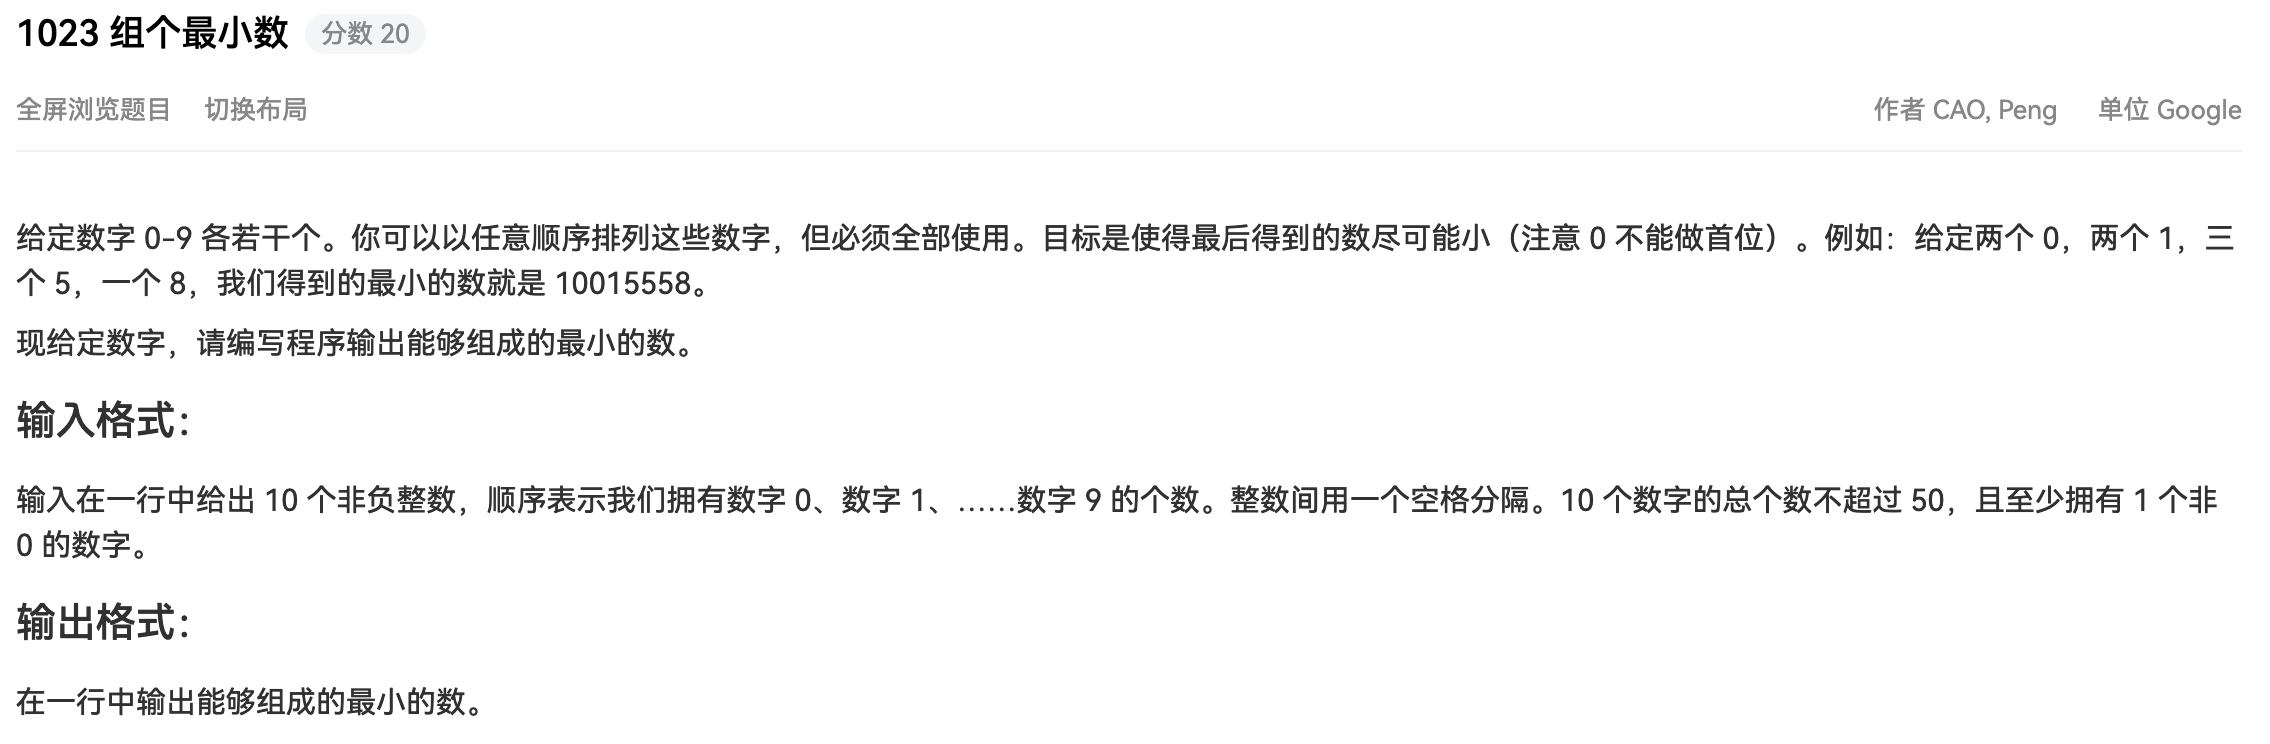 1023 组个最小数 分数 20
全屏浏览题目 切换布局 作者 CAO, Peng 单位 Google
给定数字 0-9 各若干个。你可以以任意顺序排列这些数字，但必须全部使用。目标是使得最后得到的数尽可能小（注意 0 不能做首位）。例如：给定两个 0，两个 1，三
个 5，一个 8，我们得到的最小的数就是 10015558。
现给定数字，请编写程序输出能够组成的最小的数。
输入格式：
输入在一行中给出 10 个非负整数，顺序表示我们拥有数字 0、数字 1、……数字 9 的个数。整数间用一个空格分隔。10 个数字的总个数不超过 50，且至少拥有 1 个非
0 的数字。
输出格式：
在一行中输出能够组成的最小的数。